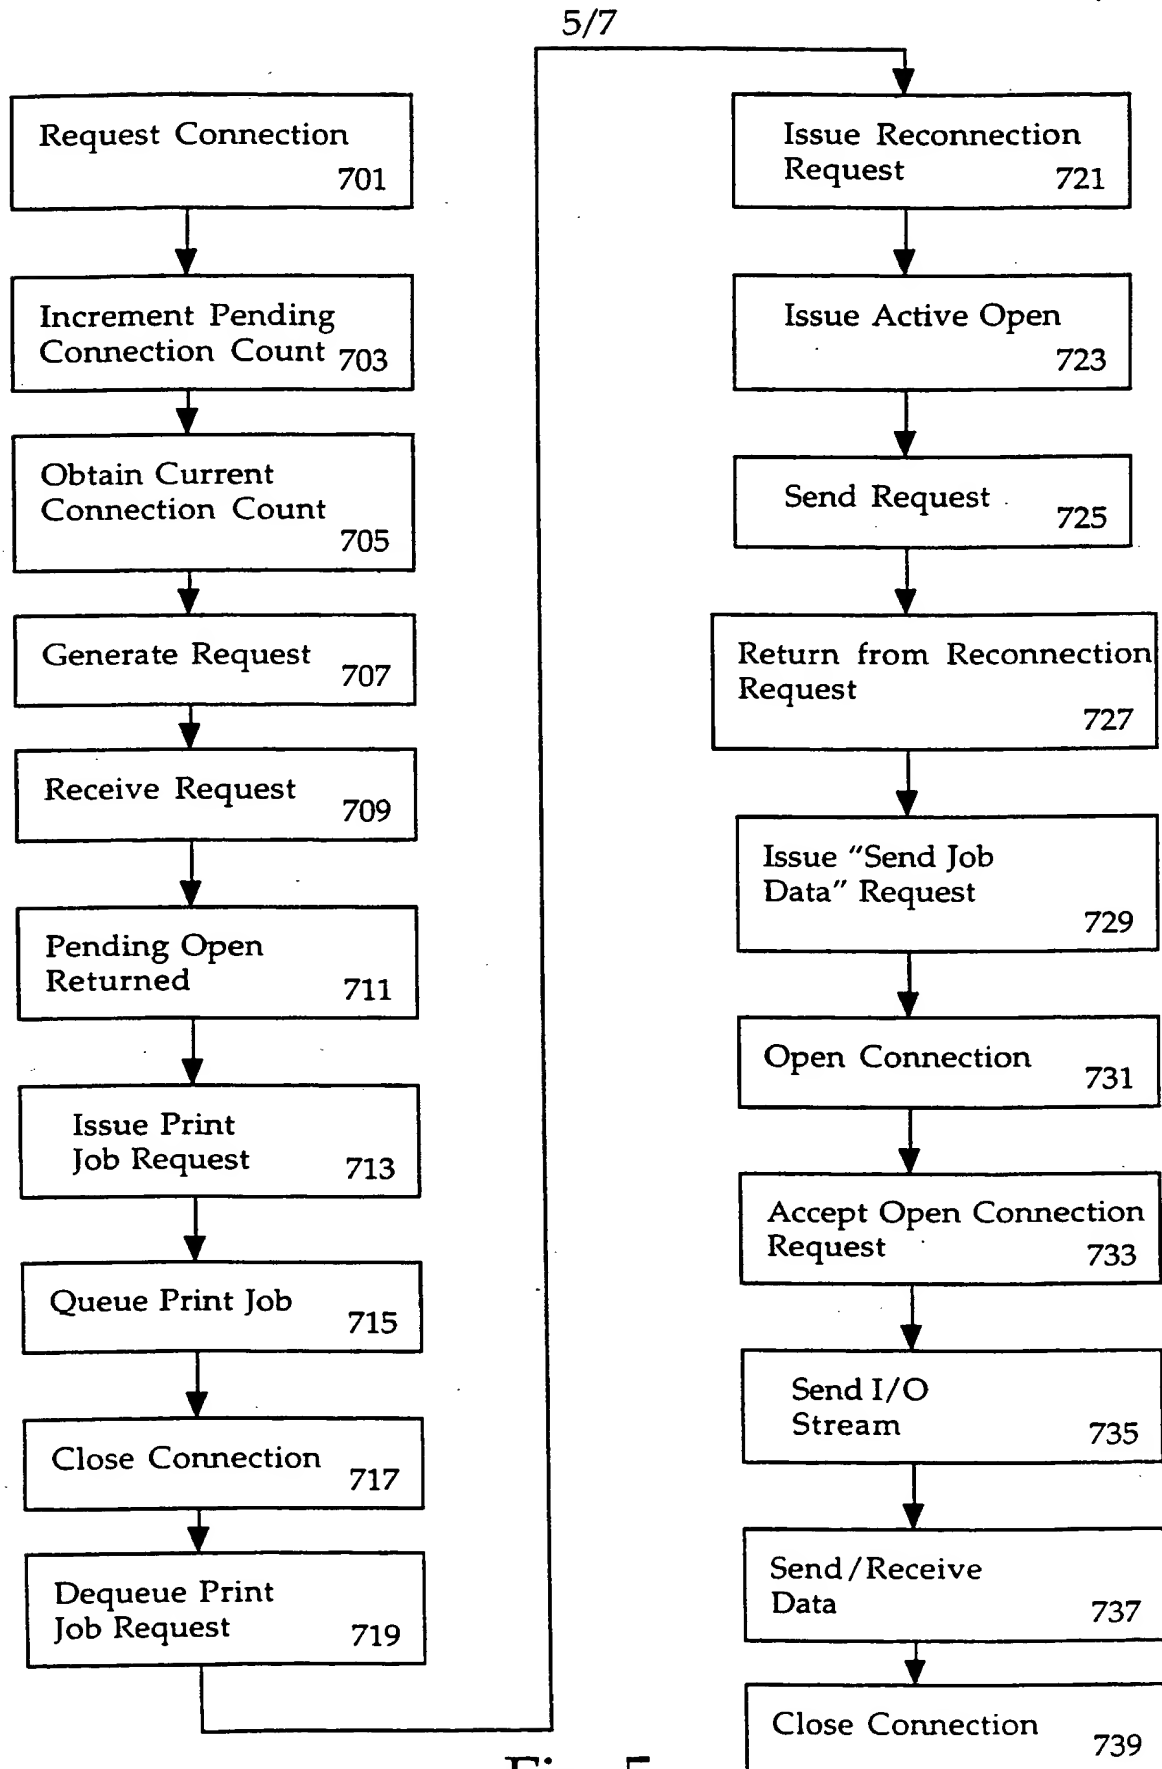 5/7
Request Connection
701
Increment Pending
Connection Count 703
Obtain Current
Connection Count
705
Generate Request
707
Receive Request
709
Pending Open
Returned
711
Issue Print
Job Request
713
Queue Print Job
715
Close Connection
717
Dequeue Print
Job Request
719
Issue Reconnection
Request
721
Issue Active Open
723
Send Request
725
Return from Reconnection
Request
727
Issue "Send Job
Data" Request
729
Open Connection
731
Accept Open Connection
Request
733
Send I/O
Stream
735
Send/Receive
Data
737
Close Connection
739